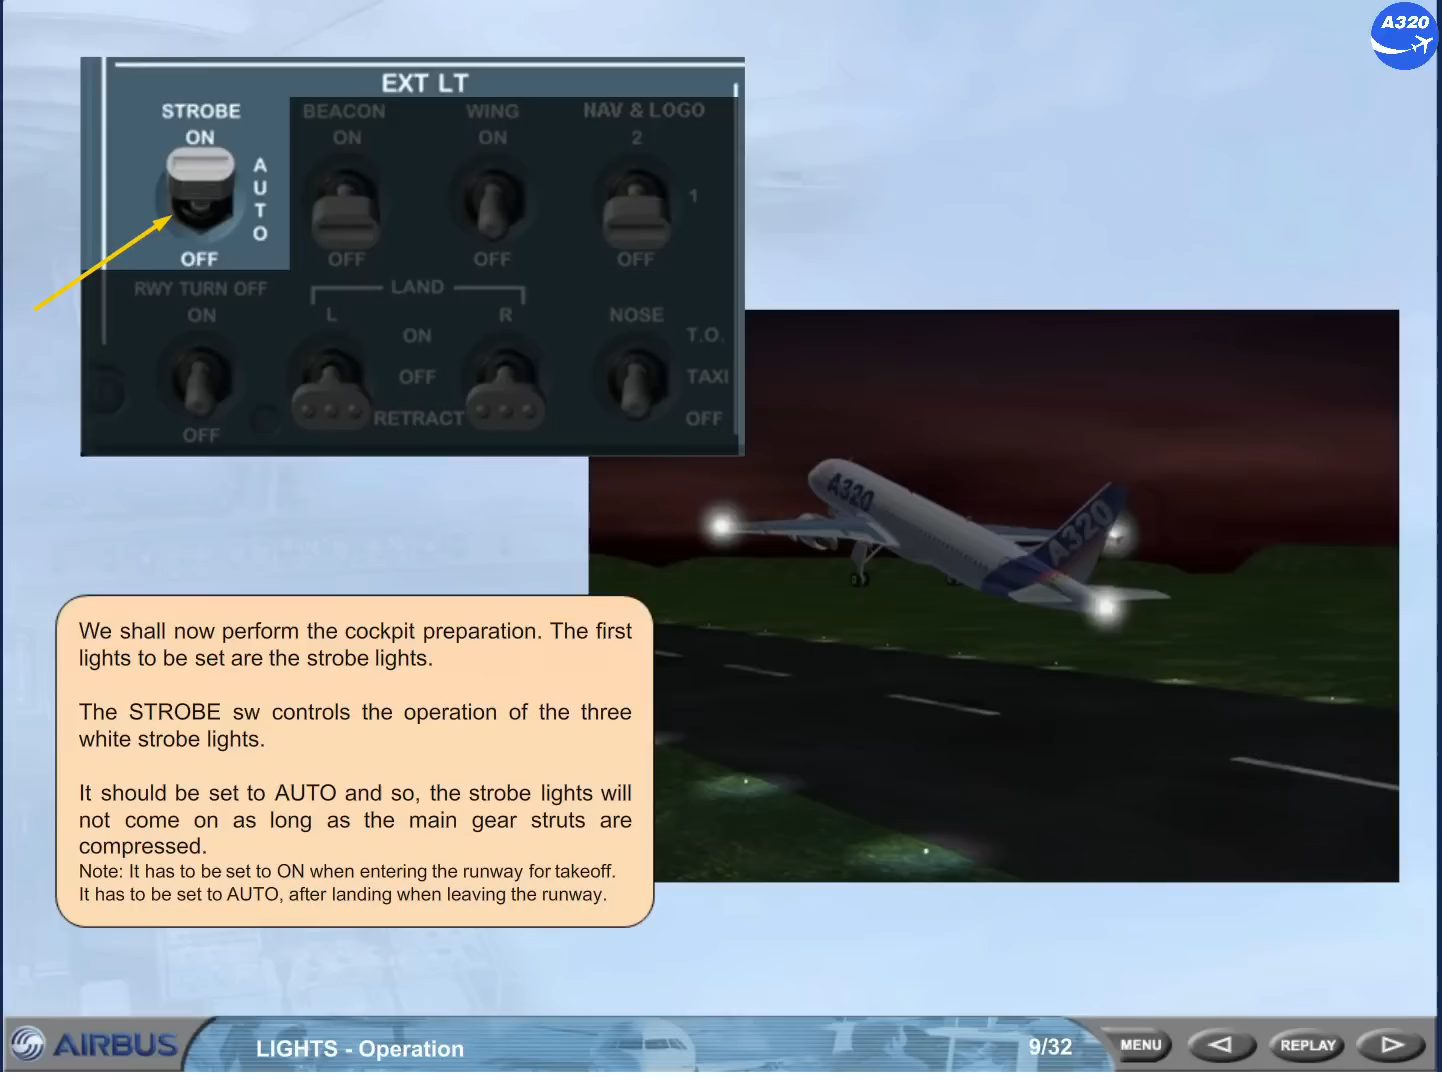 A320
EXT LT
STROBE BEACON WING NAV & LOGO
ON ON ON 2
AUTO
1
OFF OFF OFF OFF
RWY TURN OFF LAND
ON L R NOSE
ON T.O.
OFF TAXI
RETRACT OFF
OFF
A320
A320
We shall now perform the cockpit preparation. The first
lights to be set are the strobe lights.
The STROBE sw controls the operation of the three
white strobe lights.
It should be set to AUTO and so, the strobe lights will
not come on as long as the main gear struts are
compressed.
Note: It has to be set to ON when entering the runway for takeoff.
It has to be set to AUTO, after landing when leaving the runway.
AIRBUS
LIGHTS - Operation
9/32
MENU
REPLAY